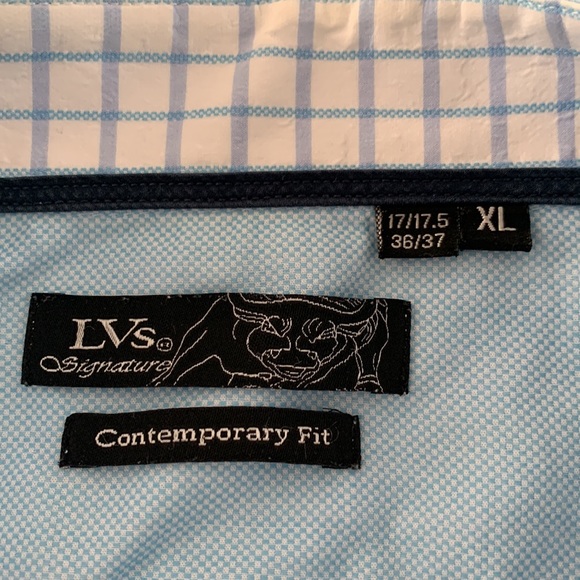 17/17.5
36/37
XL
LVs
Signature
Contemporary Fit